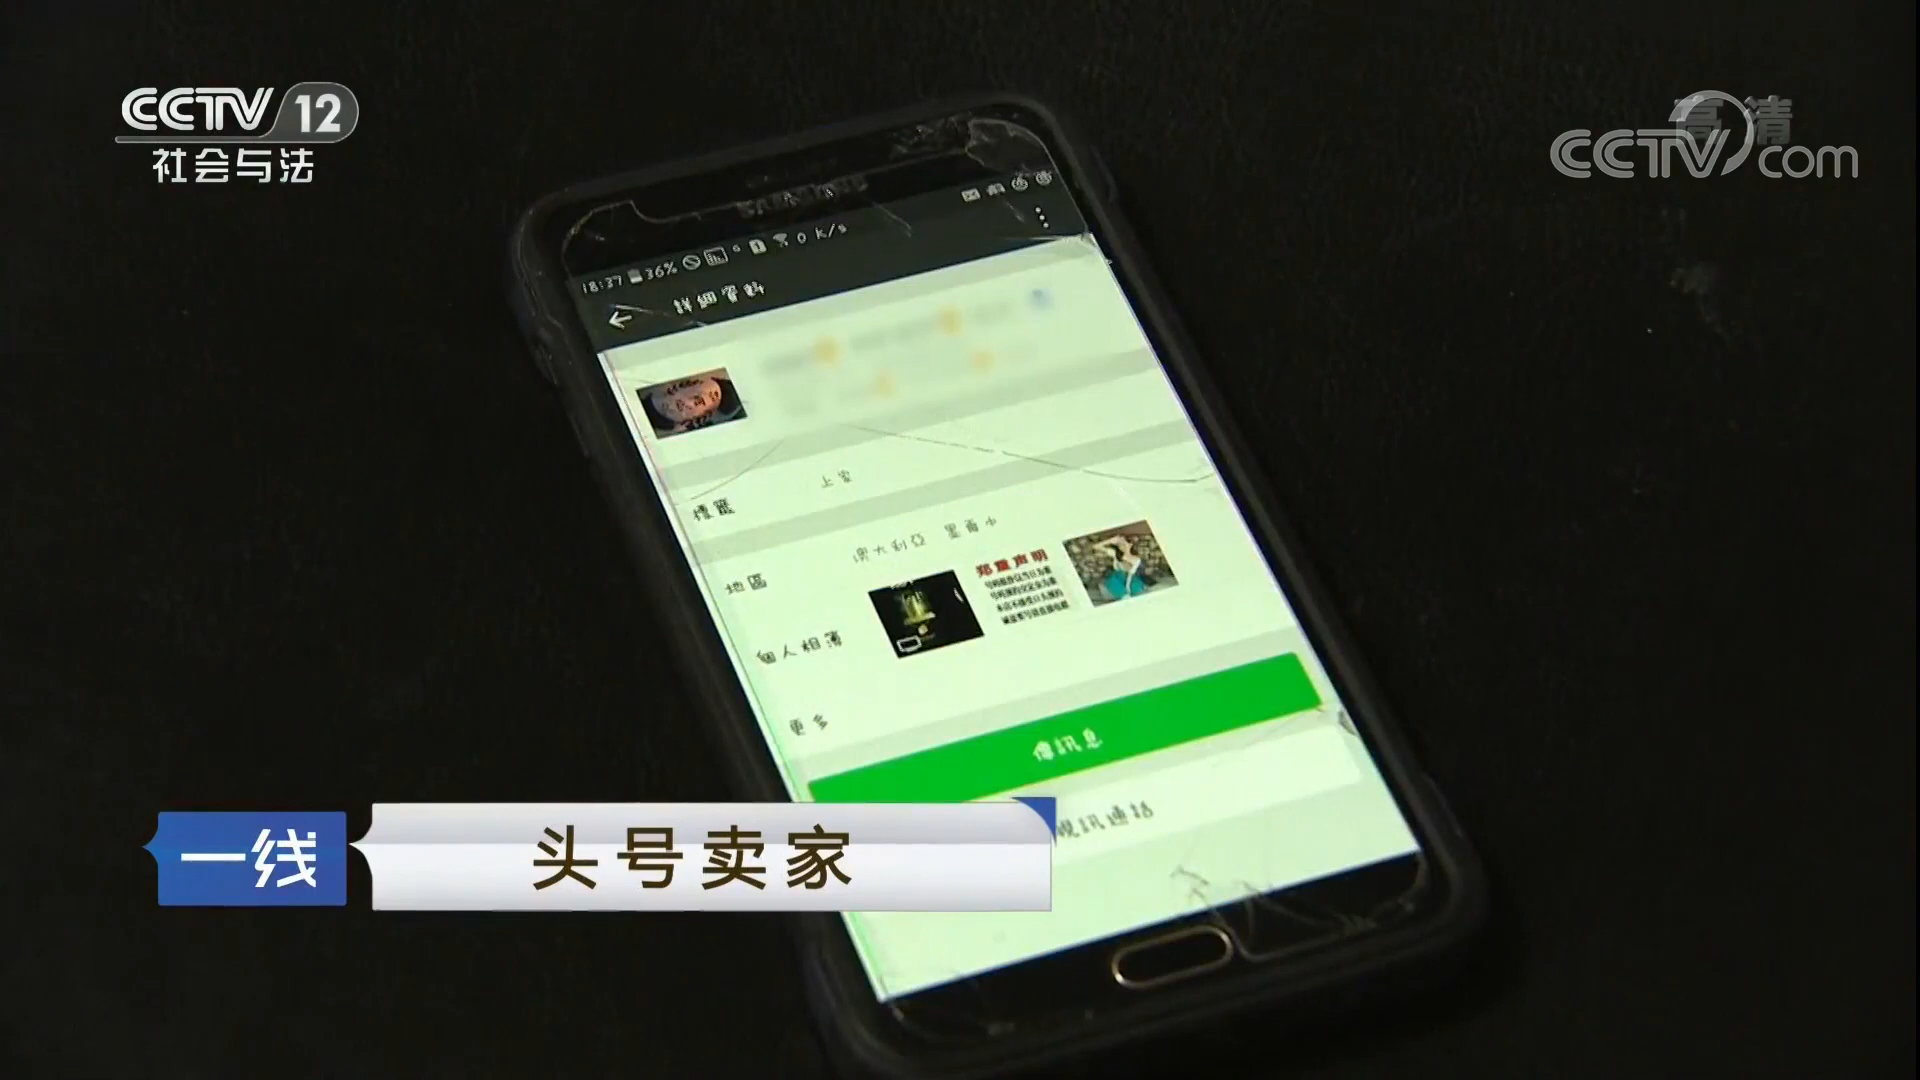 CCTV 12
社会与法
高清
CCTV com
18:37 36% 0 K/s
詳細資料
標籤 上家
地區 澳大利亞 墨爾本
郑重声明
個人相簿
更多
傳訊息
視訊通話
一线 头号卖家